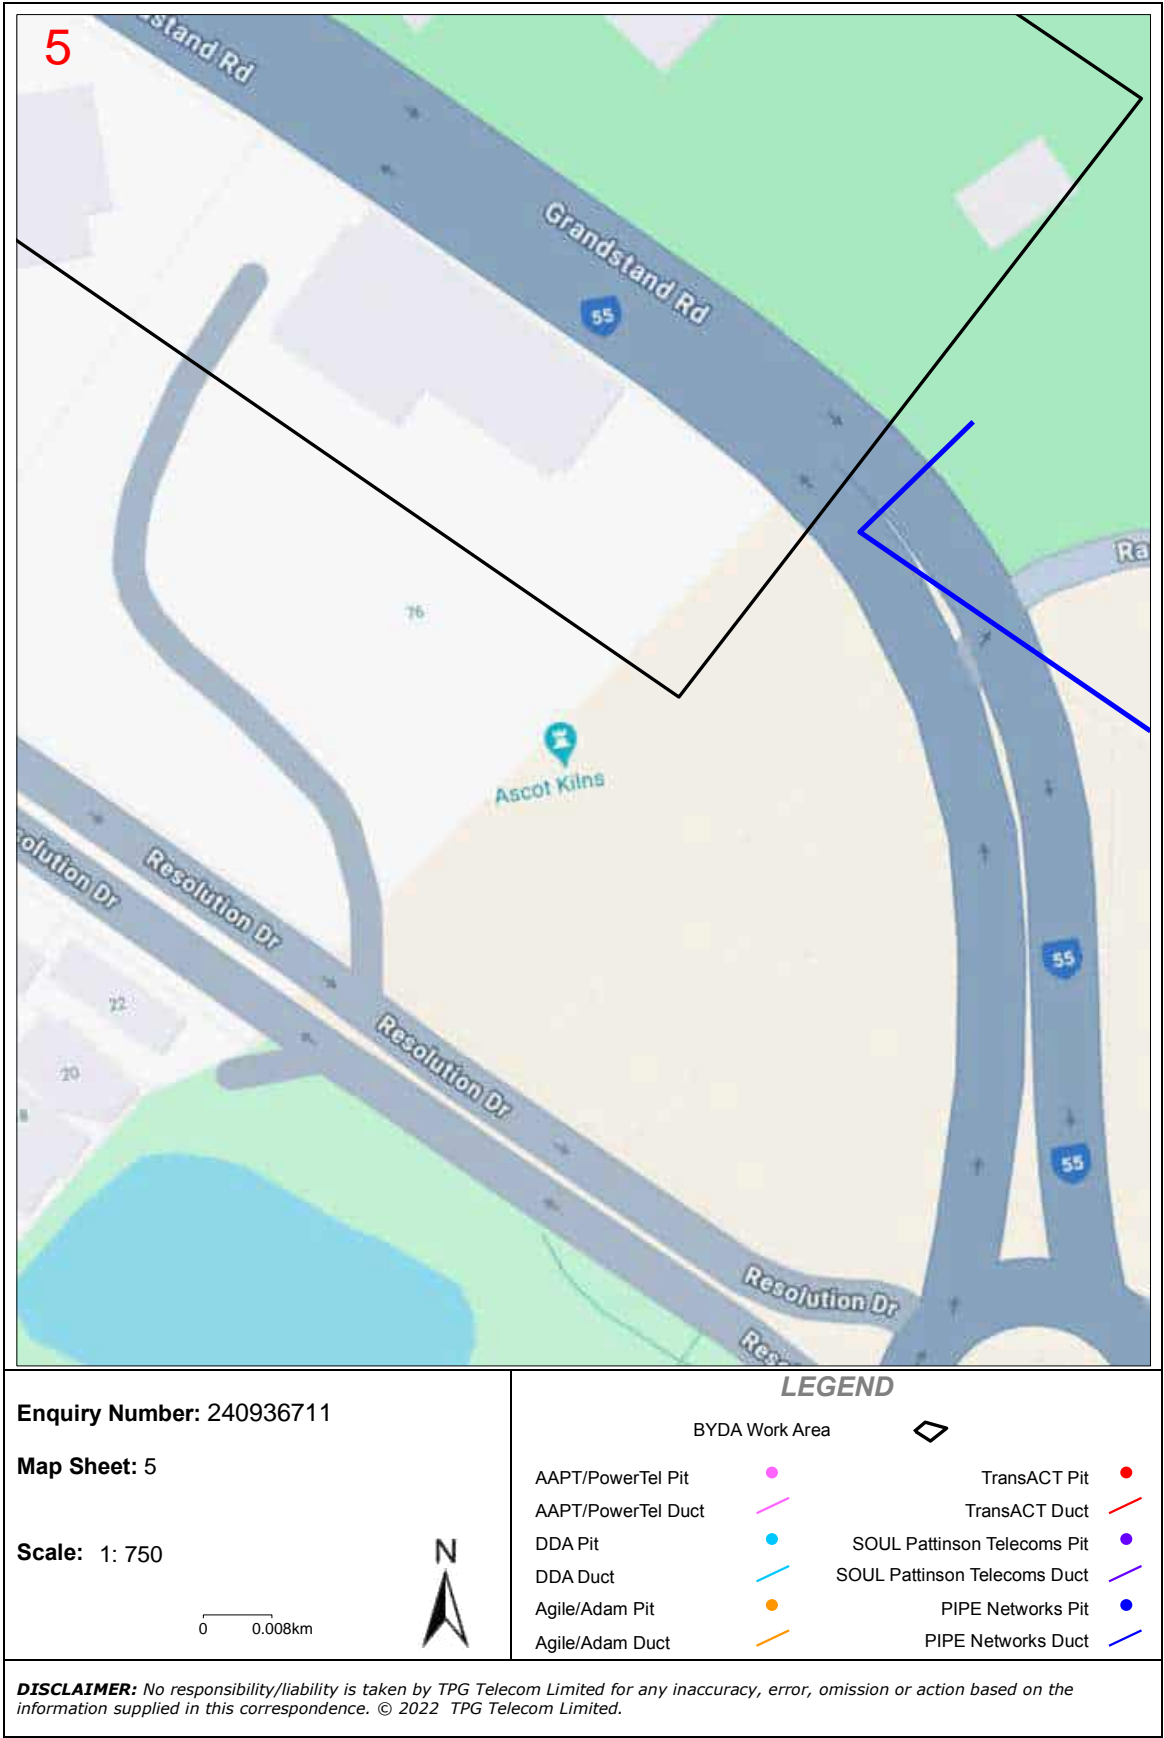 5
stand Rd
Grandstand Rd
55
76
Ra
Ascot Kilns
Resolution Dr
olution Dr
55
22
Resolution Dr
20
8
55
Resolution Dr
Reso
Enquiry Number: 240936711
Map Sheet: 5
Scale: 1: 750
N
0 0.008km
LEGEND
BYDA Work Area
AAPT/PowerTel Pit
TransACT Pit
AAPT/PowerTel Duct
TransACT Duct
DDA Pit
SOUL Pattinson Telecoms Pit
DDA Duct
SOUL Pattinson Telecoms Duct
Agile/Adam Pit
PIPE Networks Pit
Agile/Adam Duct
PIPE Networks Duct
DISCLAIMER: No responsibility/liability is taken by TPG Telecom Limited for any inaccuracy, error, omission or action based on the
information supplied in this correspondence. © 2022 TPG Telecom Limited.